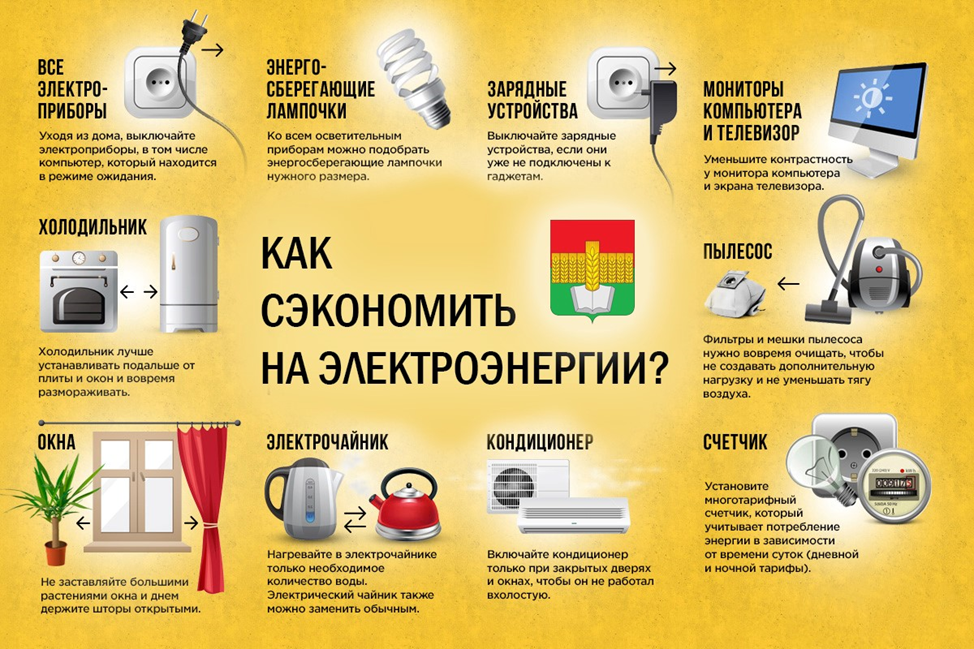 ВСЕ
ЭЛЕКТРО-
ПРИБОРЫ
Уходя из дома, выключайте
электроприборы, в том числе
компьютер, который находится
в режиме ожидания.
ЭНЕРГО-
СБЕРЕГАЮЩИЕ
ЛАМПОЧКИ
Ко всем осветительным
приборам можно подобрать
энергосберегающие лампочки
нужного размера.
ЗАРЯДНЫЕ
УСТРОЙСТВА
Выключайте зарядные
устройства, если они
уже не подключены к
гаджетам.
МОНИТОРЫ
КОМПЬЮТЕРА
И ТЕЛЕВИЗОР
Уменьшите контрастность
у монитора компьютера
и экрана телевизора.
ХОЛОДИЛЬНИК
Холодильник лучше
устанавливать подальше от
плиты и окон и вовремя
размораживать.
КАК
СЭКОНОМИТЬ
НА ЭЛЕКТРОЭНЕРГИИ?
ПЫЛЕСОС
Фильтры и мешки пылесоса
нужно вовремя очищать, чтобы
не создавать дополнительную
нагрузку и не уменьшать тягу
воздуха.
ОКНА
Не заставляйте большими
растениями окна и днем
держите шторы открытыми.
ЭЛЕКТРОЧАЙНИК
Нагревайте в электрочайнике
только необходимое
количество воды.
Электрический чайник также
можно заменить обычным.
КОНДИЦИОНЕР
Включайте кондиционер
только при закрытых дверях
и окнах, чтобы он не работал
вхолостую.
СЧЕТЧИК
Установите
многотарифный
счетчик, который
учитывает потребление
энергии в зависимости
от времени суток (дневной
и ночной тарифы).